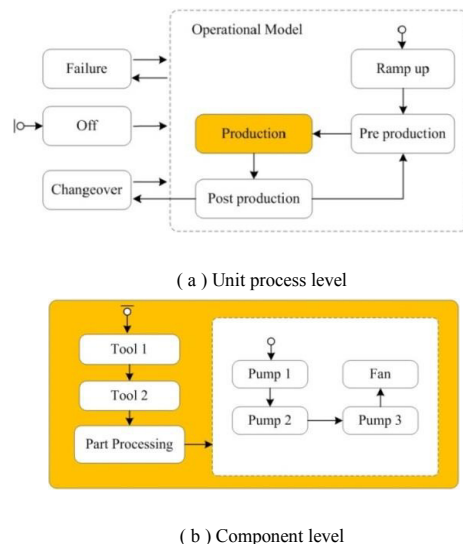 Operational Model
Failure
Ramp up
Off
Production
Pre production
Changeover
Post production
( a ) Unit process level
Tool 1
Tool 2
Part Processing
Pump 1
Fan
Pump 2
Pump 3
( b ) Component level